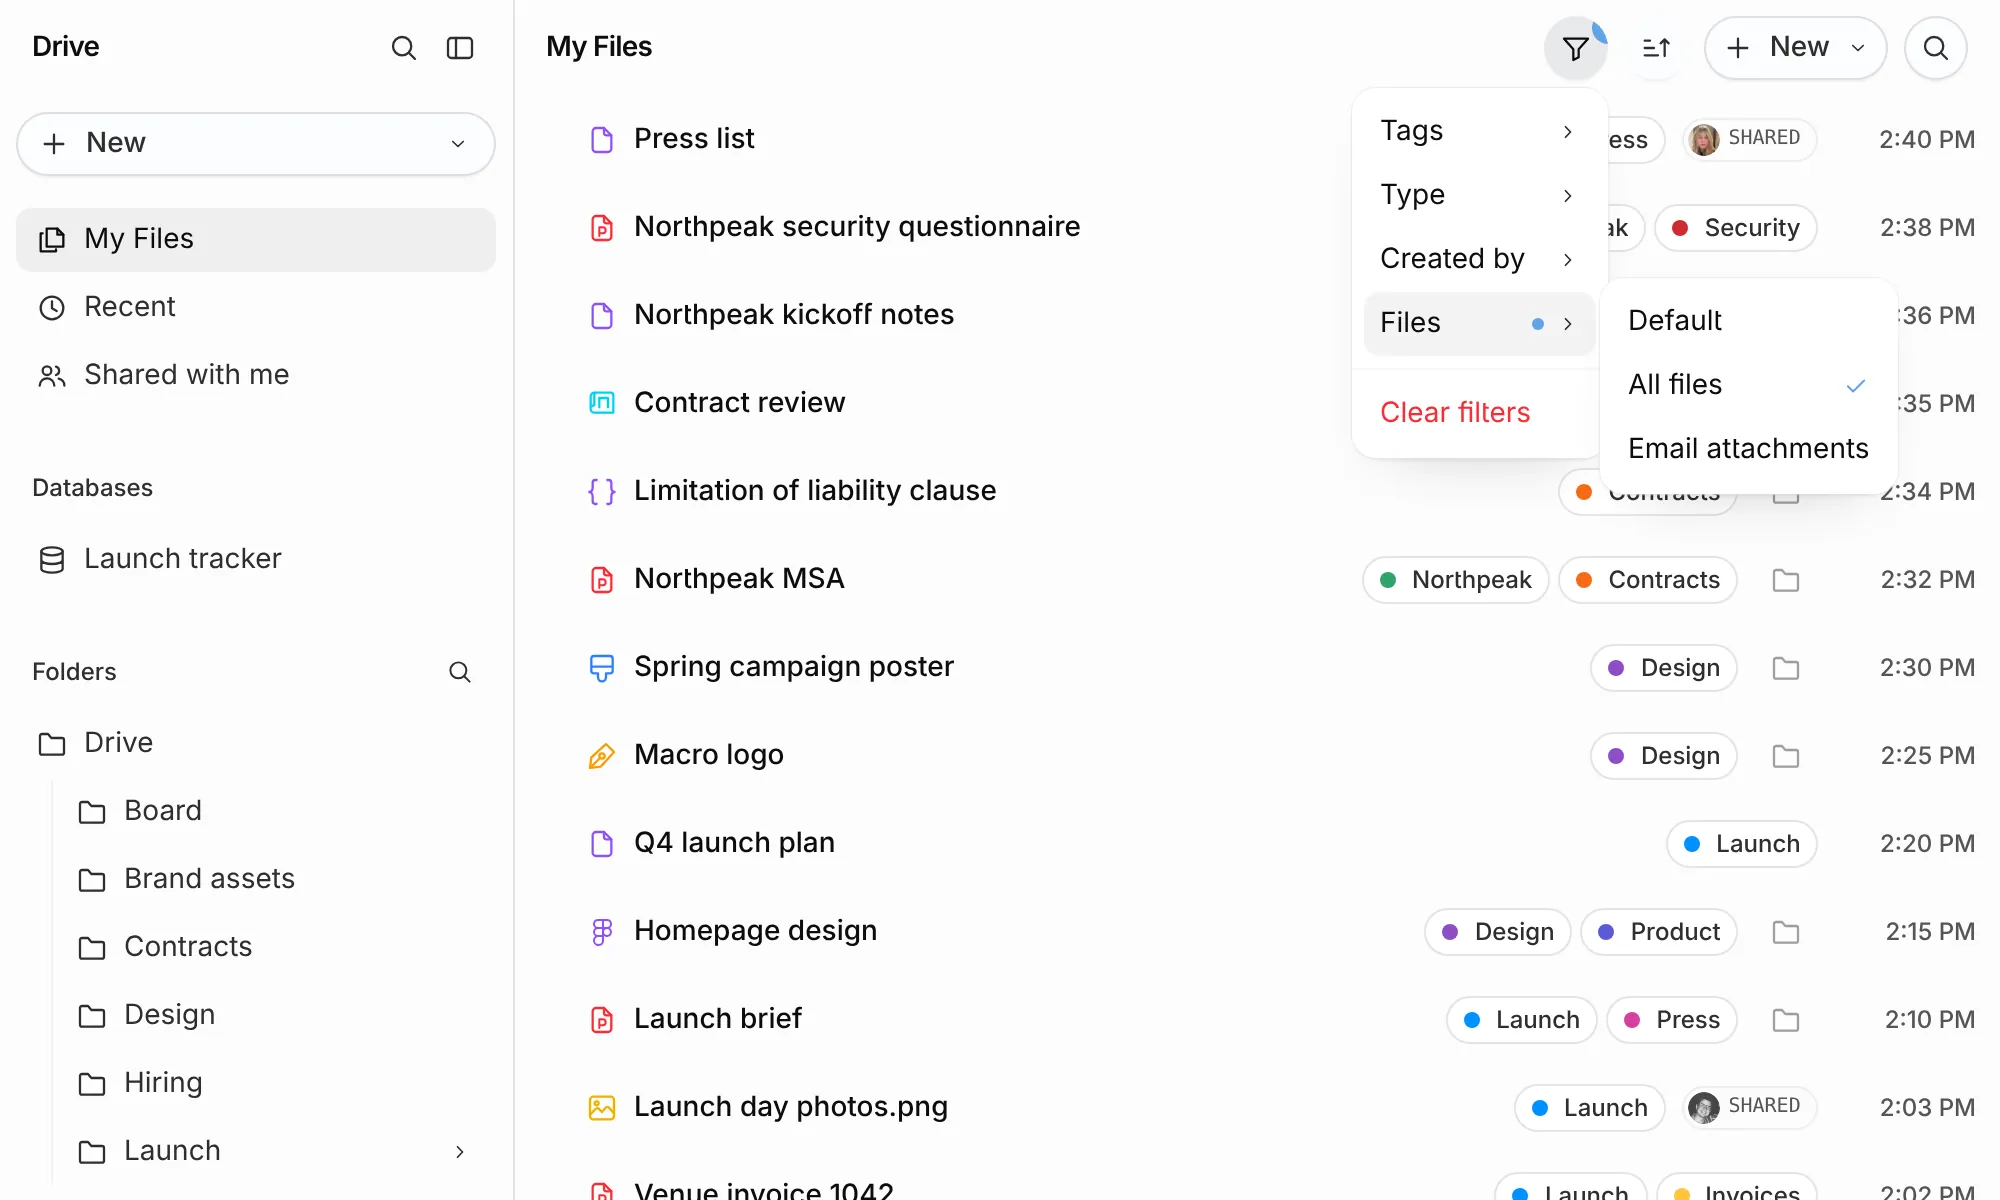 Drive
New
My Files
Recent
Shared with me
Databases
Launch tracker
Folders
Drive
Board
Brand assets
Contracts
Design
Hiring
Launch
My Files
New
Press list
SHARED
2:40 PM
Northpeak security questionnaire
Security
2:38 PM
Northpeak kickoff notes
:36 PM
Contract review
:35 PM
Limitation of liability clause
Contracts
2:34 PM
Northpeak MSA
Northpeak
Contracts
2:32 PM
Spring campaign poster
Design
2:30 PM
Macro logo
Design
2:25 PM
Q4 launch plan
Launch
2:20 PM
Homepage design
Design
Product
2:15 PM
Launch brief
Launch
Press
2:10 PM
Launch day photos.png
Launch
SHARED
2:03 PM
Venue invoice 1042
Launch
Invoices
2:02 PM
Tags
Type
Created by
Files
Clear filters
Default
All files
Email attachments